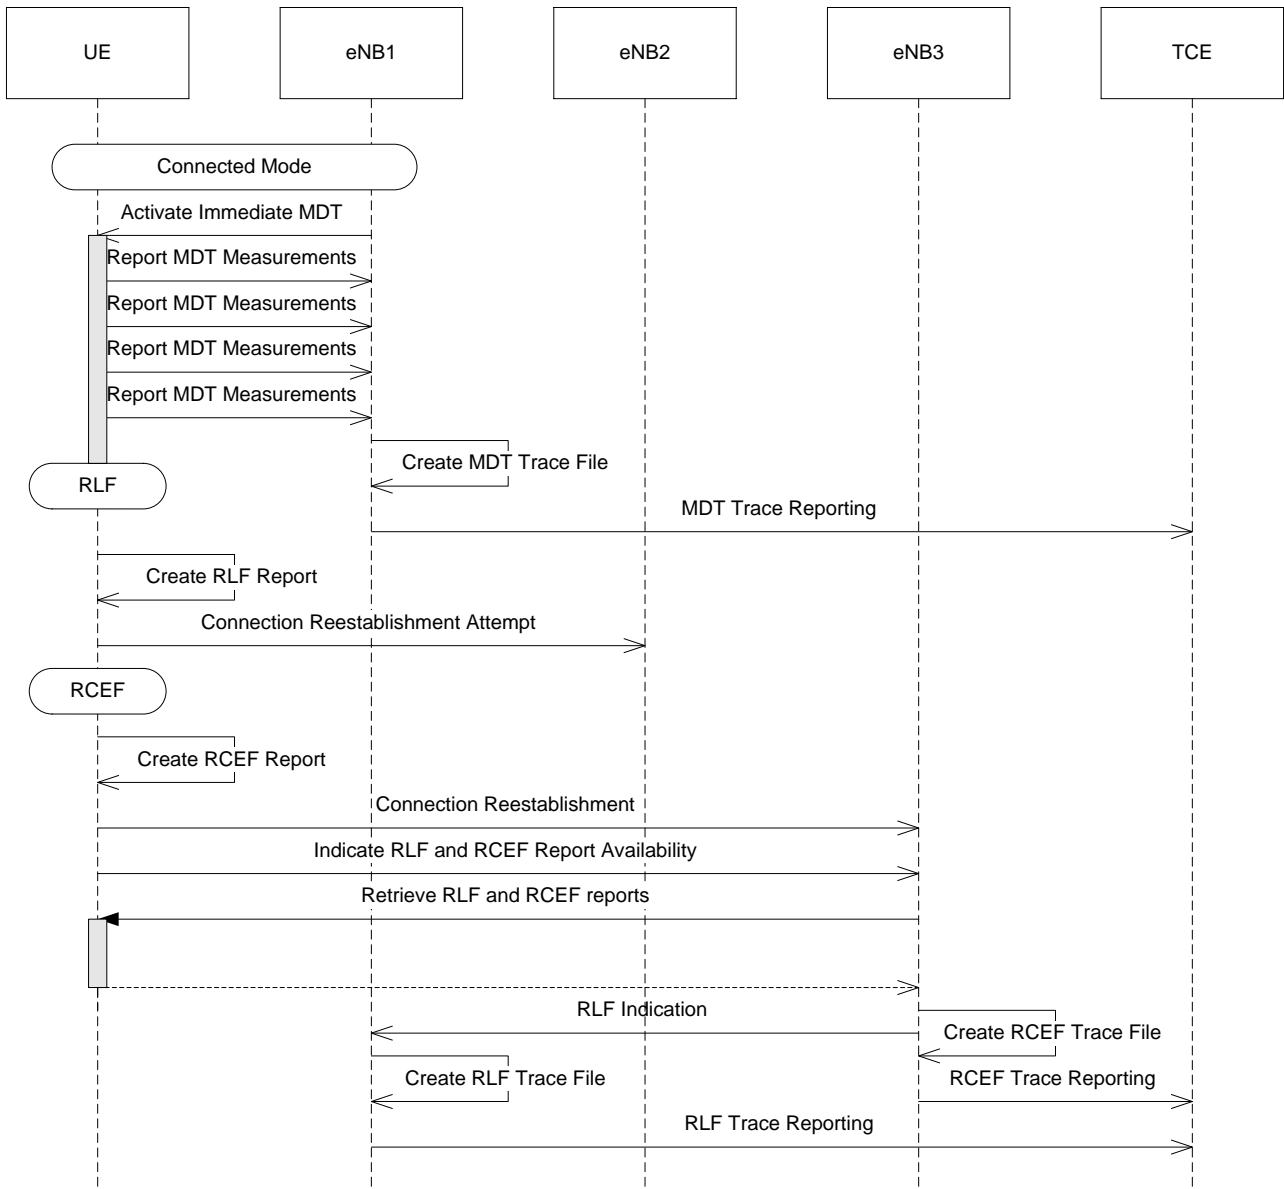 UE
eNB1
eNB2
eNB3
TCE
Connected Mode
Activate Immediate MDT
Report MDT Measurements
Report MDT Measurements
Report MDT Measurements
Report MDT Measurements
Create MDT Trace File
RLF
MDT Trace Reporting
Create RLF Report
Connection Reestablishment Attempt
RCEF
Create RCEF Report
Connection Reestablishment
Indicate RLF and RCEF Report Availability
Retrieve RLF and RCEF reports
RLF Indication
Create RCEF Trace File
Create RLF Trace File
RCEF Trace Reporting
RLF Trace Reporting